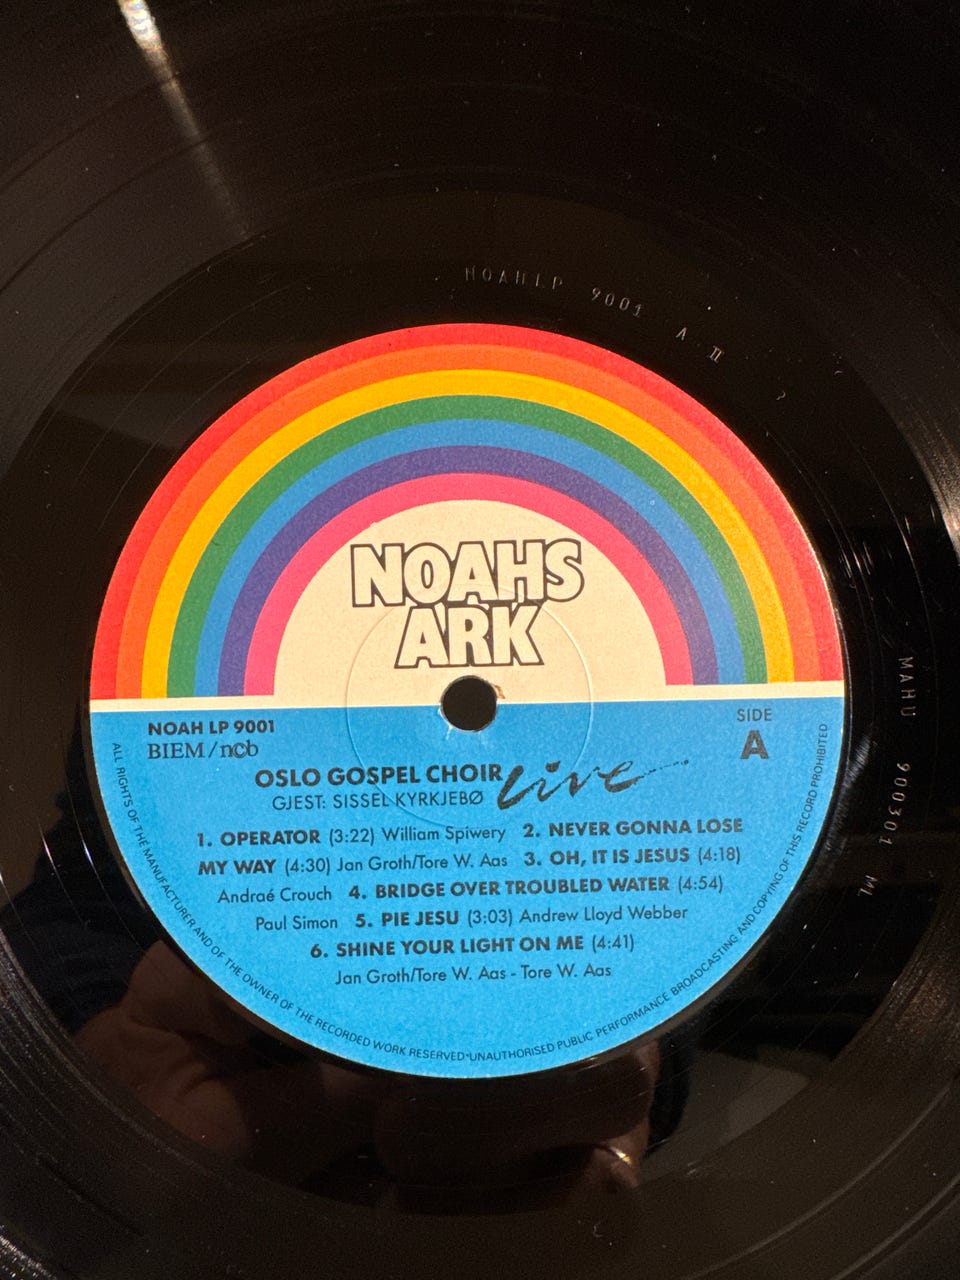 NOAH LP 9001 A II
NOAHS
ARK
NOAH LP 9001
BIEM/ncb
SIDE
A
OSLO GOSPEL CHOIR live
GJEST: SISSEL KYRKJEBØ
1. OPERATOR (3:22) William Spiwery 2. NEVER GONNA LOSE
MY WAY (4:30) Jan Groth/Tore W. Aas 3. OH, IT IS JESUS (4:18)
Andraé Crouch 4. BRIDGE OVER TROUBLED WATER (4:54)
Paul Simon 5. PIE JESU (3:03) Andrew Lloyd Webber
6. SHINE YOUR LIGHT ON ME (4:41)
Jan Groth/Tore W. Aas - Tore W. Aas
ALL RIGHTS OF THE MANUFACTURER AND OF THE OWNER OF THE RECORDED WORK RESERVED·UNAUTHORISED PUBLIC PERFORMANCE BROADCASTING AND COPYING OF THIS RECORD PROHIBITED
MAHU 900301 ML